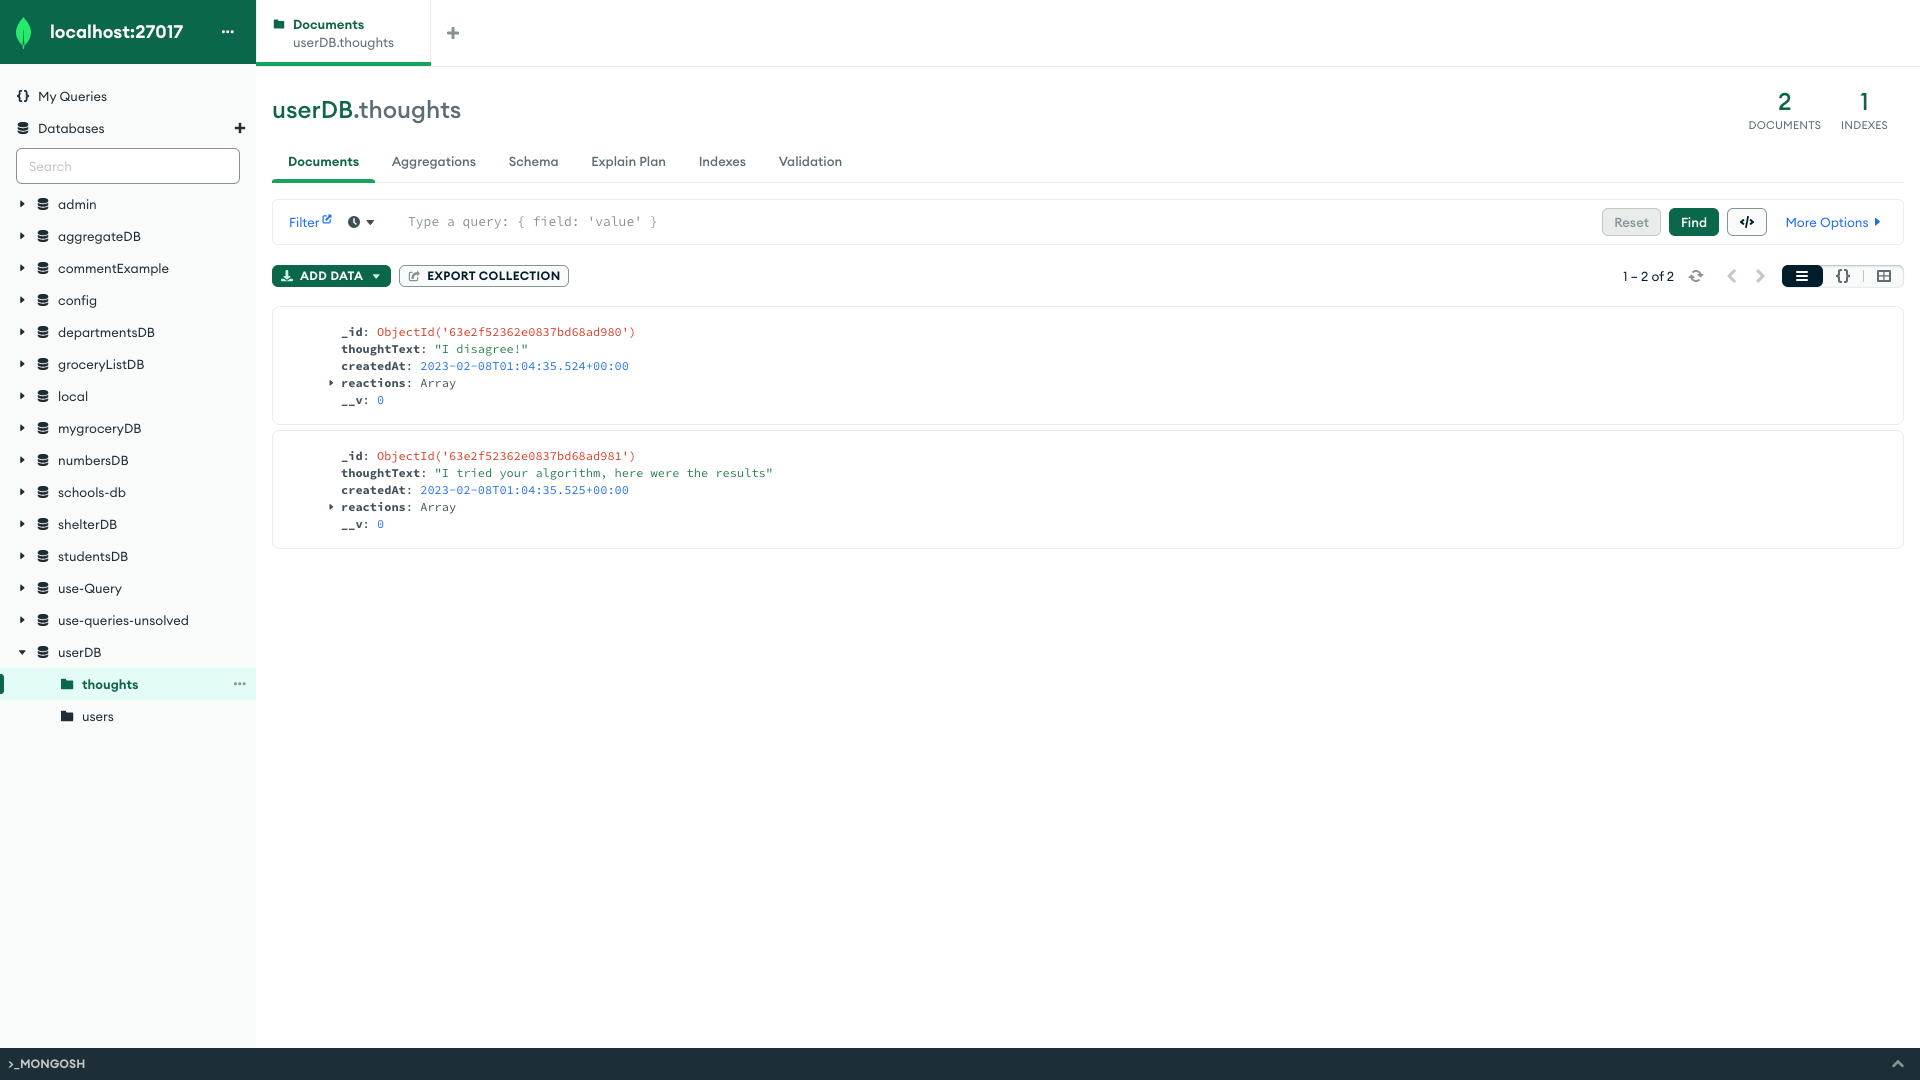 localhost:27017
Documents
userDB.thoughts
My Queries
Databases
Search
admin
aggregateDB
commentExample
config
departmentsDB
groceryListDB
local
mygroceryDB
numbersDB
schools-db
shelterDB
studentsDB
use-Query
use-queries-unsolved
userDB
thoughts
users
userDB.thoughts
2
DOCUMENTS
1
INDEXES
Documents Aggregations Schema Explain Plan Indexes Validation
Filter Type a query: { field: 'value' } Reset Find </> More Options
ADD DATA EXPORT COLLECTION 1 – 2 of 2 {}
_id: ObjectId('63e2f52362e0837bd68ad980')
thoughtText: "I disagree!"
createdAt: 2023-02-08T01:04:35.524+00:00
reactions: Array
__v: 0
_id: ObjectId('63e2f52362e0837bd68ad981')
thoughtText: "I tried your algorithm, here were the results"
createdAt: 2023-02-08T01:04:35.525+00:00
reactions: Array
__v: 0
>_MONGOSH